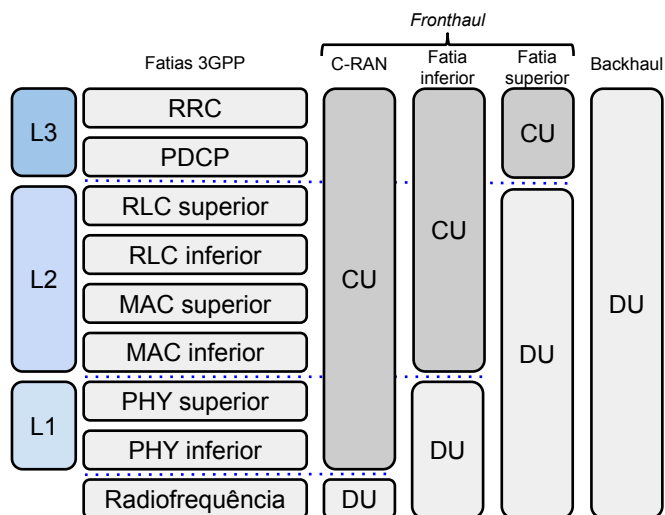 Fronthaul
Fatias 3GPP
C-RAN
Fatia
inferior
Fatia
superior
Backhaul
L3
RRC
PDCP
L2
RLC superior
RLC inferior
MAC superior
MAC inferior
L1
PHY superior
PHY inferior
Radiofrequência
CU
DU
CU
DU
CU
DU
DU